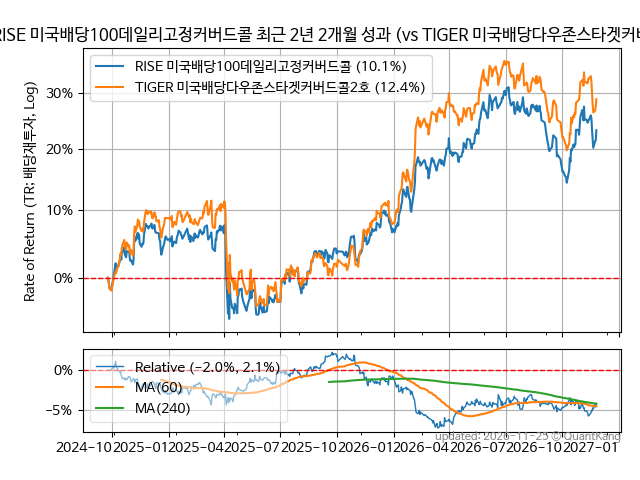 RISE 미국배당100데일리고정커버드콜 최근 2년 2개월 성과 (vs TIGER 미국배당다우존스타겟커버
Rate of Return (TR: 배당재투자, Log)
30%
20%
10%
0%
RISE 미국배당100데일리고정커버드콜 (10.1%)
TIGER 미국배당다우존스타겟커버드콜2호 (12.4%)
0%
−5%
Relative (−2.0%, 2.1%)
MA(60)
MA(240)
2024-10 2025-01 2025-04 2025-07 2025-10 2026-01 2026-04 2026-07 2026-10 2027-01
updated: 2026-11-25 © QuantKang